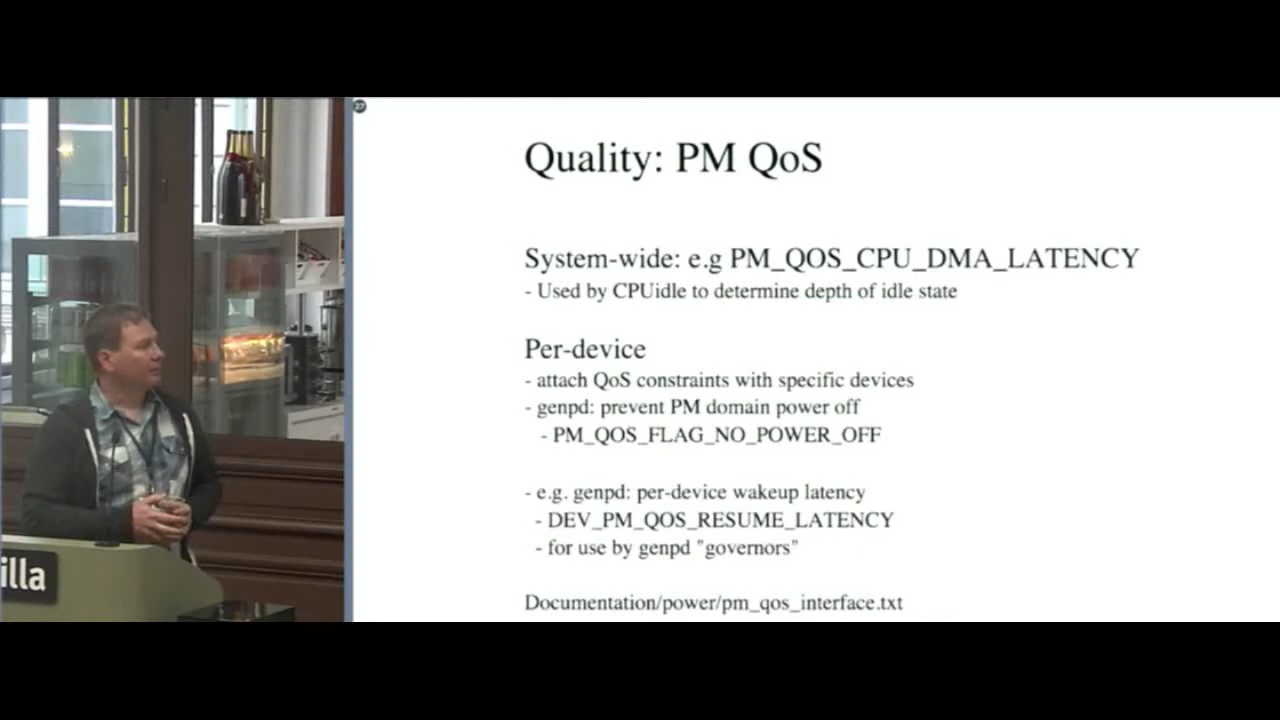 27
Quality: PM QoS
System-wide: e.g PM_QOS_CPU_DMA_LATENCY
- Used by CPUidle to determine depth of idle state
Per-device
- attach QoS constraints with specific devices
- genpd: prevent PM domain power off
- PM_QOS_FLAG_NO_POWER_OFF
- e.g. genpd: per-device wakeup latency
- DEV_PM_QOS_RESUME_LATENCY
- for use by genpd "governors"
Documentation/power/pm_qos_interface.txt
illa